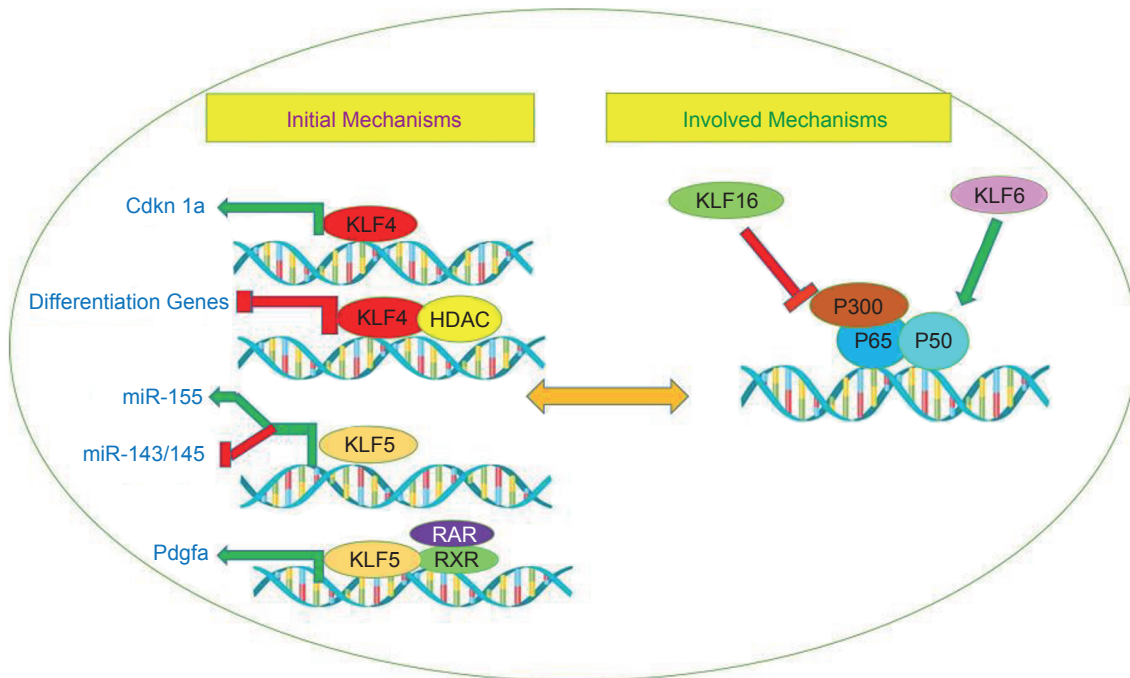 Initial Mechanisms
Involved Mechanisms
Cdkn 1a
KLF4
Differentiation Genes
KLF4
HDAC
miR-155
miR-143/145
KLF5
Pdgfa
KLF5
RAR
RXR
KLF16
KLF6
P300
P65
P50